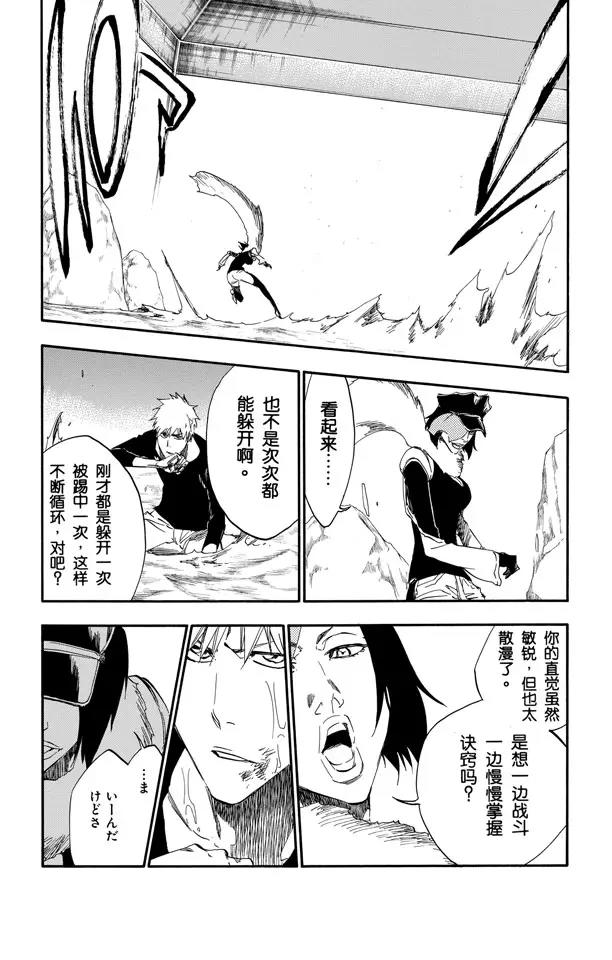 看起来……
也不是次次都
能躲开啊。
刚才都是躲开一次
被踢中一次，这样
不断循环，对吧？
你的直觉虽然
敏锐，但也太
散漫了。
是想一边战斗
一边慢慢掌握
诀窍吗？
…ま
いーんだ
けどさ